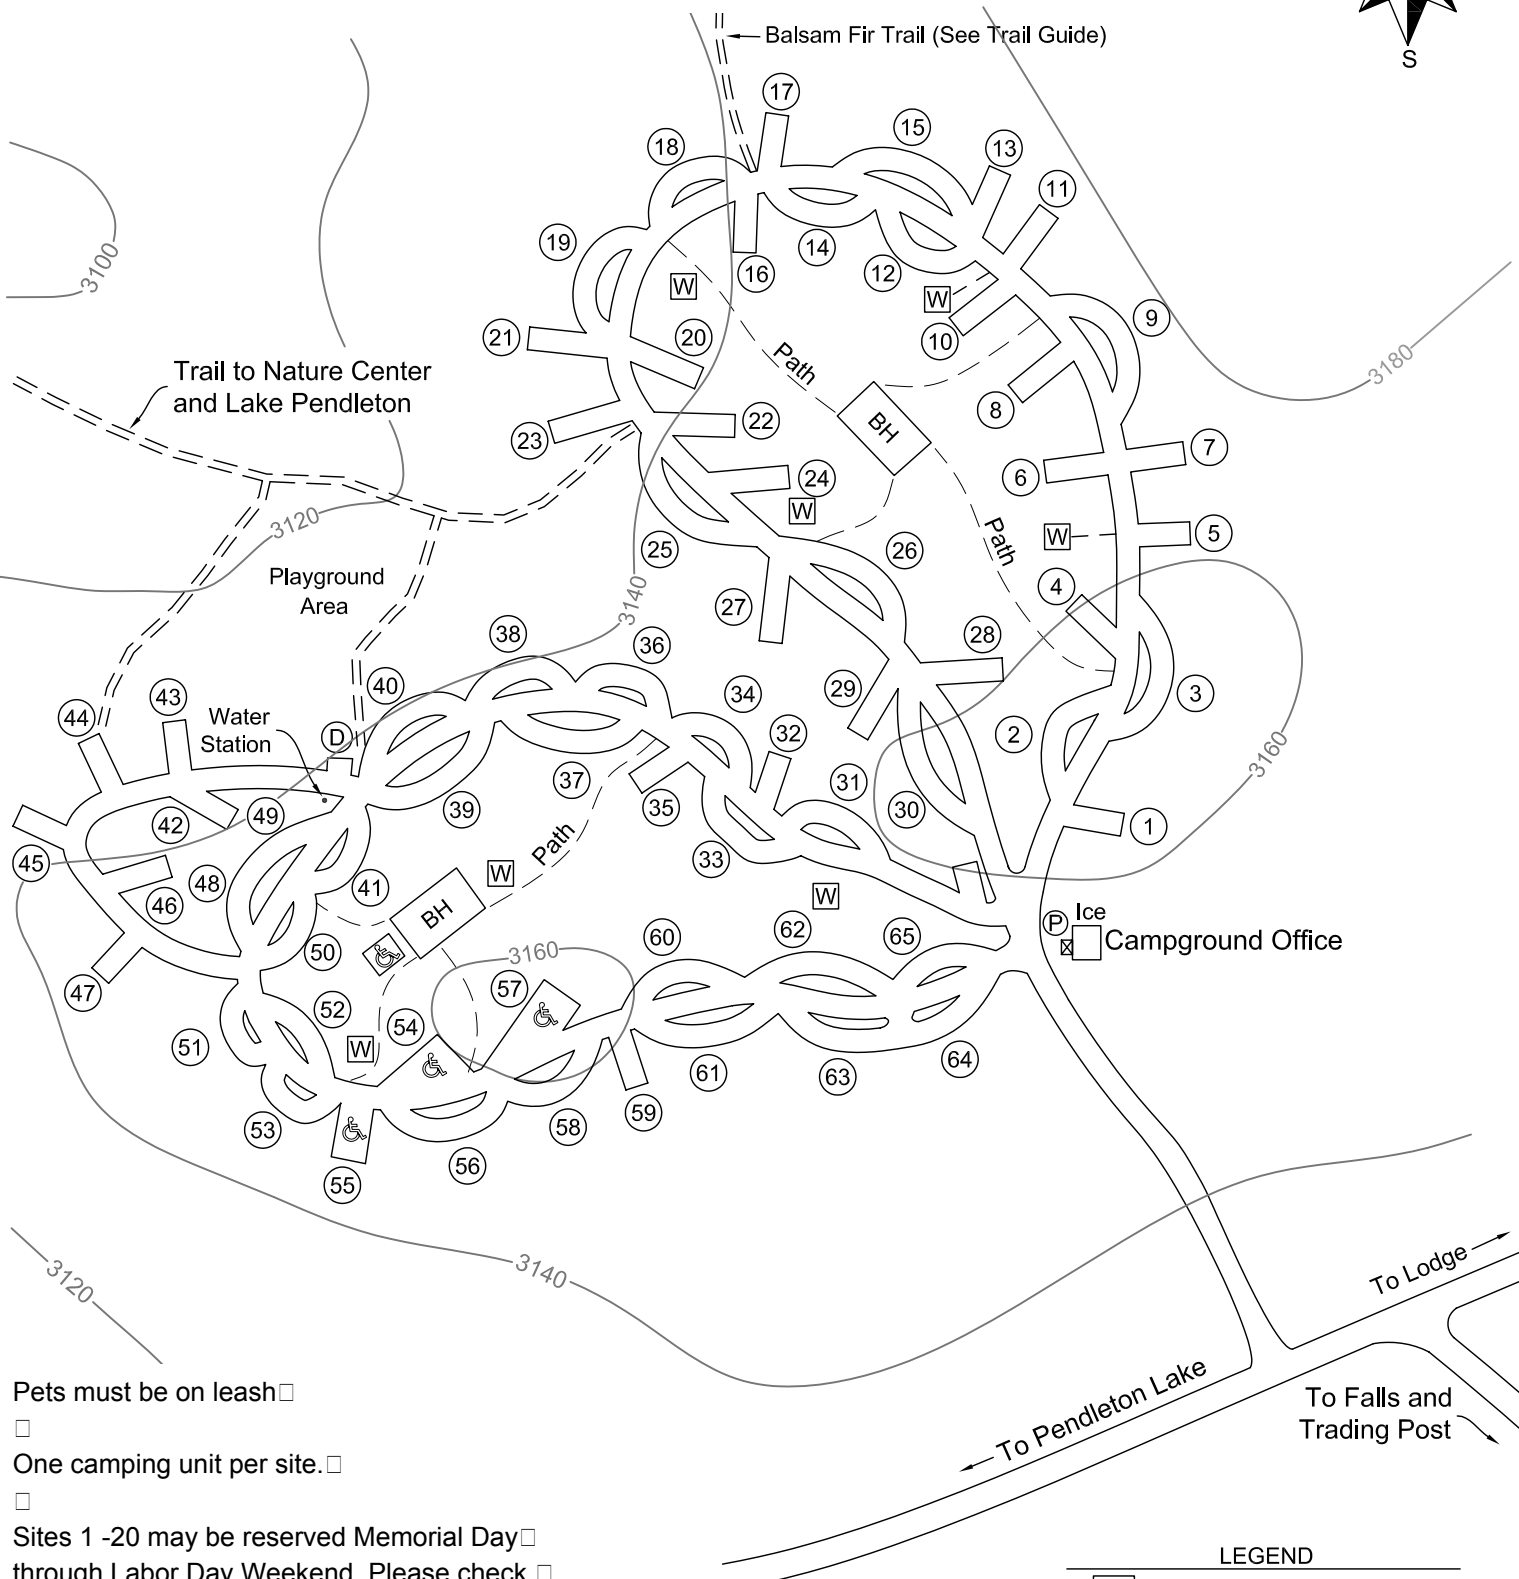 S
Balsam Fir Trail (See Trail Guide)
17
15
18
13
11
19
14
12
16
W
W
3100
9
21
20
10
Path
3180
Trail to Nature Center
and Lake Pendleton
8
BH
23
22
7
6
24
W
3120
5
W
Path
25
26
Playground
Area
4
3140
27
38
28
36
40
29
34
3
44
43
Water
Station
D
2
32
3160
37
31
39
35
30
49
42
1
Path
33
45
W
48
41
46
W
BH
P
Ice
Campground Office
60
62
65
50
3160
47
57
52
54
51
W
64
61
63
59
53
58
56
55
3140
3120
To Lodge
To Pendleton Lake
To Falls and
Trading Post
Pets must be on leash
One camping unit per site.
Sites 1 -20 may be reserved Memorial Day
through Labor Day Weekend. Please check
LEGEND